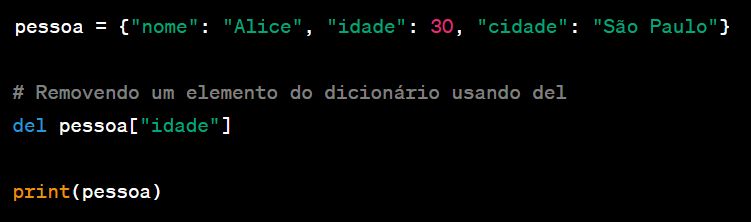 pessoa = {"nome": "Alice", "idade": 30, "cidade": "São Paulo"}
# Removendo um elemento do dicionário usando del
del pessoa["idade"]
print(pessoa)